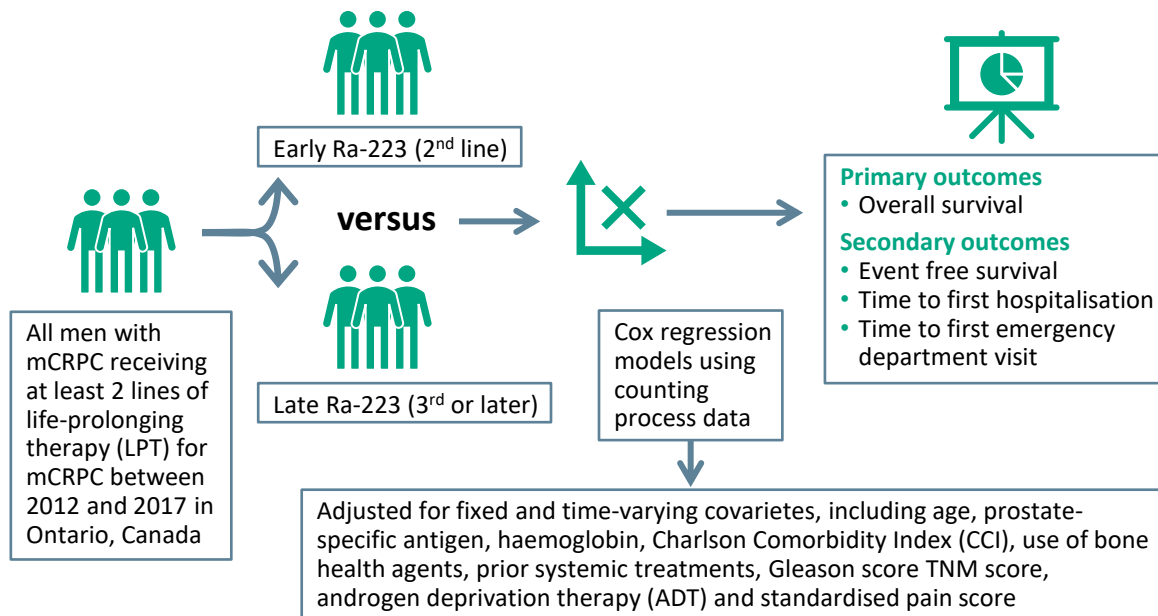 Early Ra-223 (2nd line)
versus
Late Ra-223 (3rd or later)
All men with
mCRPC receiving
at least 2 lines of
life-prolonging
therapy (LPT) for
mCRPC between
2012 and 2017 in
Ontario, Canada
Cox regression
models using
counting
process data
Primary outcomes
• Overall survival
Secondary outcomes
• Event free survival
• Time to first hospitalisation
• Time to first emergency
department visit
Adjusted for fixed and time-varying covarietes, including age, prostate-
specific antigen, haemoglobin, Charlson Comorbidity Index (CCI), use of bone
health agents, prior systemic treatments, Gleason score TNM score,
androgen deprivation therapy (ADT) and standardised pain score